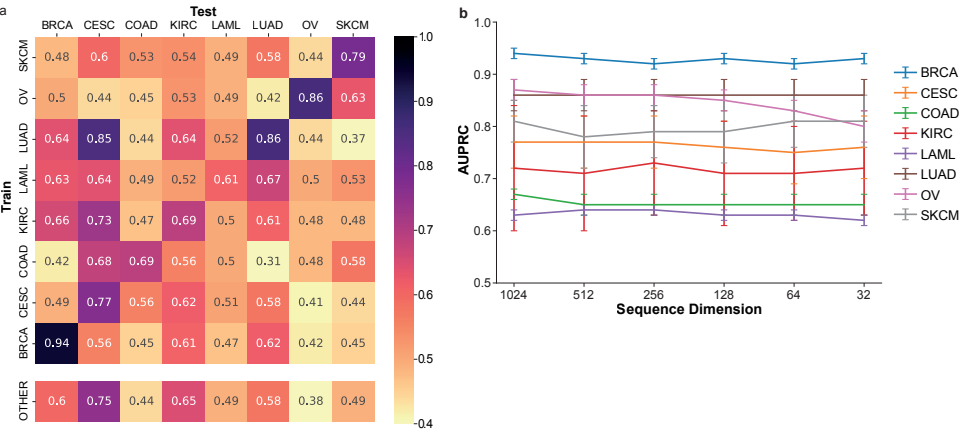 a
Test
BRCA CESC COAD KIRC LAML LUAD OV SKCM
Train
SKCM 0.48 0.6 0.53 0.54 0.49 0.58 0.44 0.79
OV 0.5 0.44 0.45 0.53 0.49 0.42 0.86 0.63
LUAD 0.64 0.85 0.44 0.64 0.52 0.86 0.44 0.37
LAML 0.63 0.64 0.49 0.52 0.61 0.67 0.5 0.53
KIRC 0.66 0.73 0.47 0.69 0.5 0.61 0.48 0.48
COAD 0.42 0.68 0.69 0.56 0.5 0.31 0.48 0.58
CESC 0.49 0.77 0.56 0.62 0.51 0.58 0.41 0.44
BRCA 0.94 0.56 0.45 0.61 0.47 0.62 0.42 0.45
OTHER 0.6 0.75 0.44 0.65 0.49 0.58 0.38 0.49
1.0
0.9
0.8
0.7
0.6
0.5
0.4
b
AUPRC
1.0
0.9
0.8
0.7
0.6
0.5
1024 512 256 128 64 32
Sequence Dimension
BRCA
CESC
COAD
KIRC
LAML
LUAD
OV
SKCM